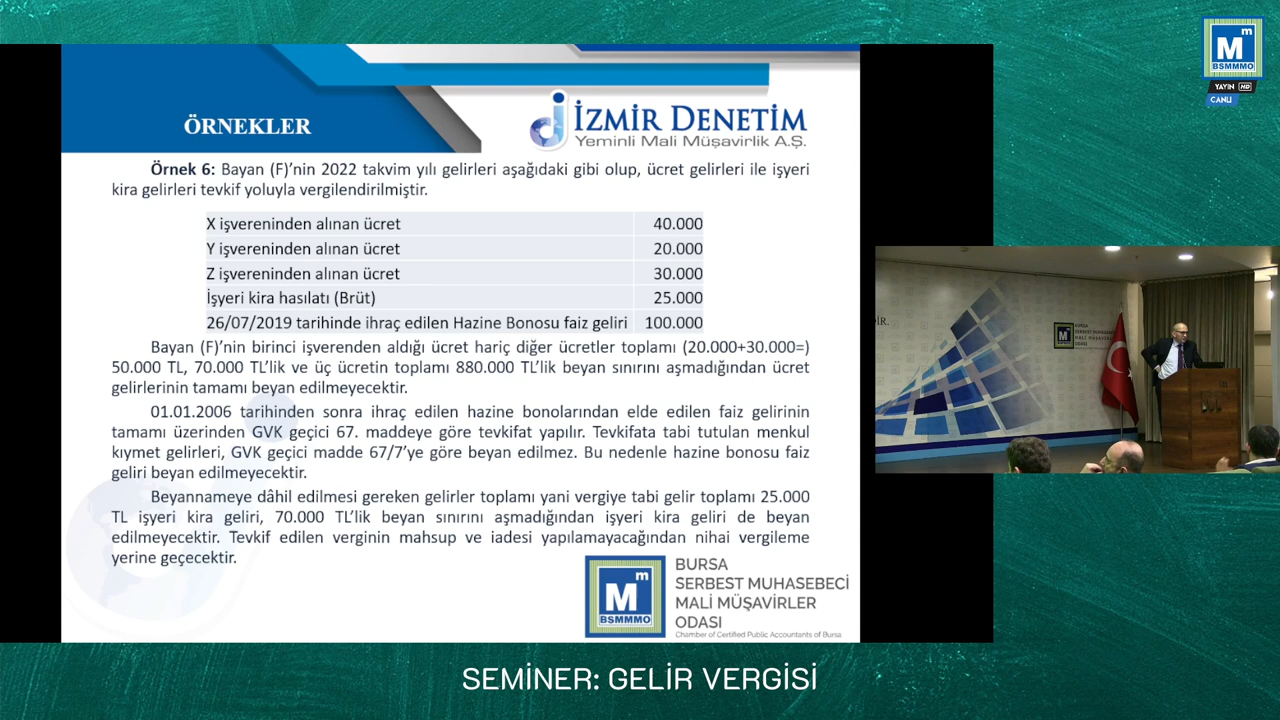 M m
BSMMMO
YAYIN HD
CANLI
ÖRNEKLER
İZMİR DENETİM
Yeminli Mali Müşavirlik A.Ş.
Örnek 6: Bayan (F)'nin 2022 takvim yılı gelirleri aşağıdaki gibi olup, ücret gelirleri ile işyeri
kira gelirleri tevkif yoluyla vergilendirilmiştir.
X işvereninden alınan ücret 40.000
Y işvereninden alınan ücret 20.000
Z işvereninden alınan ücret 30.000
İşyeri kira hasılatı (Brüt) 25.000
26/07/2019 tarihinde ihraç edilen Hazine Bonosu faiz geliri 100.000
Bayan (F)'nin birinci işverenden aldığı ücret hariç diğer ücretler toplamı (20.000+30.000=)
50.000 TL, 70.000 TL'lik ve üç ücretin toplamı 880.000 TL'lik beyan sınırını aşmadığından ücret
gelirlerinin tamamı beyan edilmeyecektir.
01.01.2006 tarihinden sonra ihraç edilen hazine bonolarından elde edilen faiz gelirinin
tamamı üzerinden GVK geçici 67. maddeye göre tevkifat yapılır. Tevkifata tabi tutulan menkul
kıymet gelirleri, GVK geçici madde 67/7'ye göre beyan edilmez. Bu nedenle hazine bonosu faiz
geliri beyan edilmeyecektir.
Beyannameye dâhil edilmesi gereken gelirler toplamı yani vergiye tabi gelir toplamı 25.000
TL işyeri kira geliri, 70.000 TL'lik beyan sınırını aşmadığından işyeri kira geliri de beyan
edilmeyecektir. Tevkif edilen verginin mahsup ve iadesi yapılamayacağından nihai vergileme
yerine geçecektir.
M m
BSMMMO
BURSA
SERBEST MUHASEBECİ
MALİ MÜŞAVİRLER
ODASI
Chamber of Certified Public Accountants of Bursa
DİR.
BURSA
SERBEST MUHASEBECİ
MALİ MÜŞAVİRLER
ODASI
SEMİNER: GELİR VERGİSİ